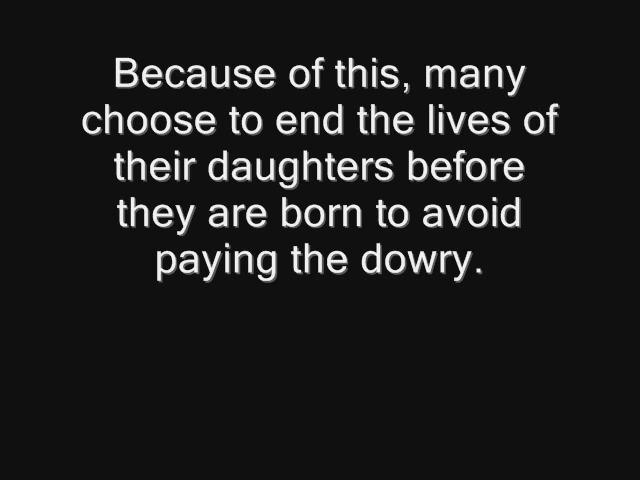 Because of this, many
choose to end the lives of
their daughters before
they are born to avoid
paying the dowry.